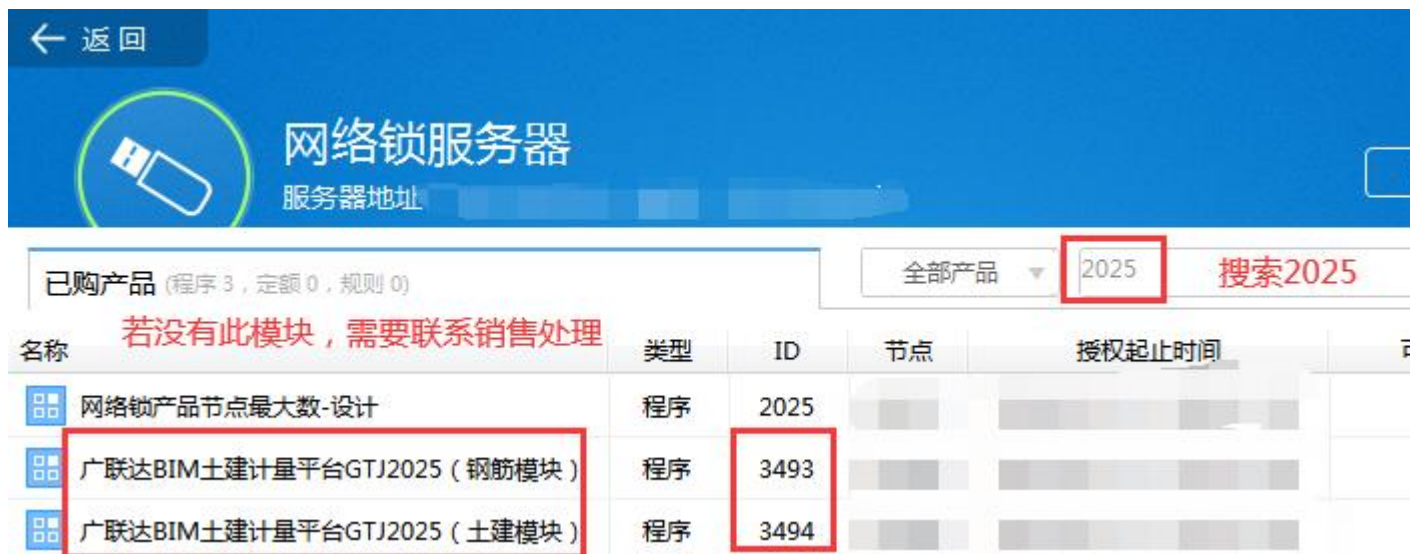 ← 返回
网络锁服务器
服务器地址
已购产品 (程序 3 , 定额 0 , 规则 0)
全部产品
2025
搜索2025
若没有此模块，需要联系销售处理
名称 类型 ID 节点 授权起止时间
网络锁产品节点最大数-设计 程序 2025
广联达BIM土建计量平台GTJ2025（钢筋模块） 程序 3493
广联达BIM土建计量平台GTJ2025（土建模块） 程序 3494